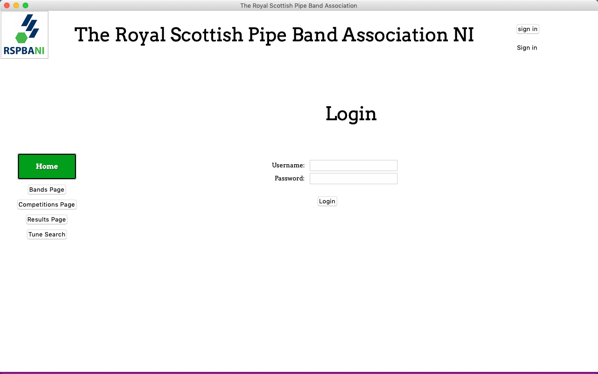 The Royal Scottish Pipe Band Association
RSPBANI
The Royal Scottish Pipe Band Association NI
sign in
Sign in
Login
Home
Bands Page
Competitions Page
Results Page
Tune Search
Username:
Password:
Login